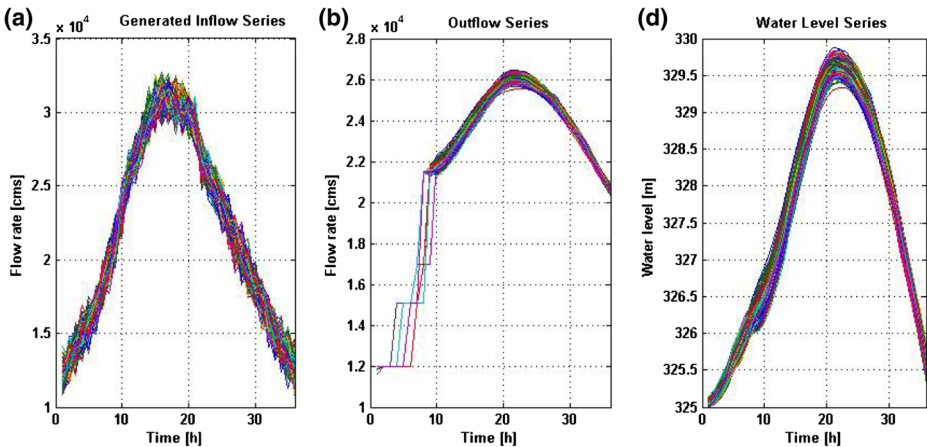 (a)
Generated Inflow Series
x 10^4
3.5
3
2.5
2
1.5
1
Flow rate [cms]
0
10
20
30
Time [h]
(b)
Outflow Series
x 10^4
2.8
2.6
2.4
2.2
2
1.8
1.6
1.4
1.2
1
Flow rate [cms]
0
10
20
30
Time [h]
(d)
Water Level Series
330
329.5
329
328.5
328
327.5
327
326.5
326
325.5
325
Water level [m]
0
10
20
30
Time [h]